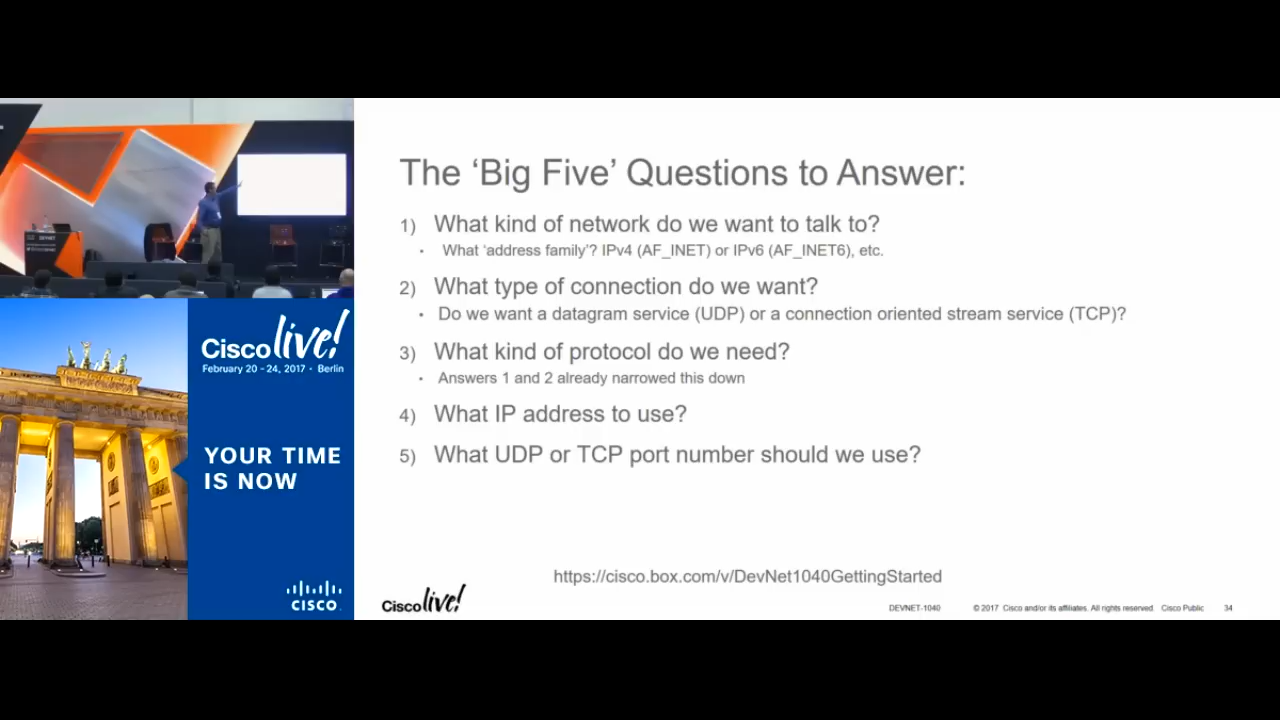 The ‘Big Five’ Questions to Answer:
1) What kind of network do we want to talk to?
• What ‘address family’? IPv4 (AF_INET) or IPv6 (AF_INET6), etc.
2) What type of connection do we want?
• Do we want a datagram service (UDP) or a connection oriented stream service (TCP)?
3) What kind of protocol do we need?
• Answers 1 and 2 already narrowed this down
4) What IP address to use?
5) What UDP or TCP port number should we use?
https://cisco.box.com/v/DevNet1040GettingStarted
Cisco live!
DEVNET-1040 © 2017 Cisco and/or its affiliates. All rights reserved. Cisco Public 34
Cisco live!
February 20 - 24, 2017 • Berlin
YOUR TIME
IS NOW
CISCO.